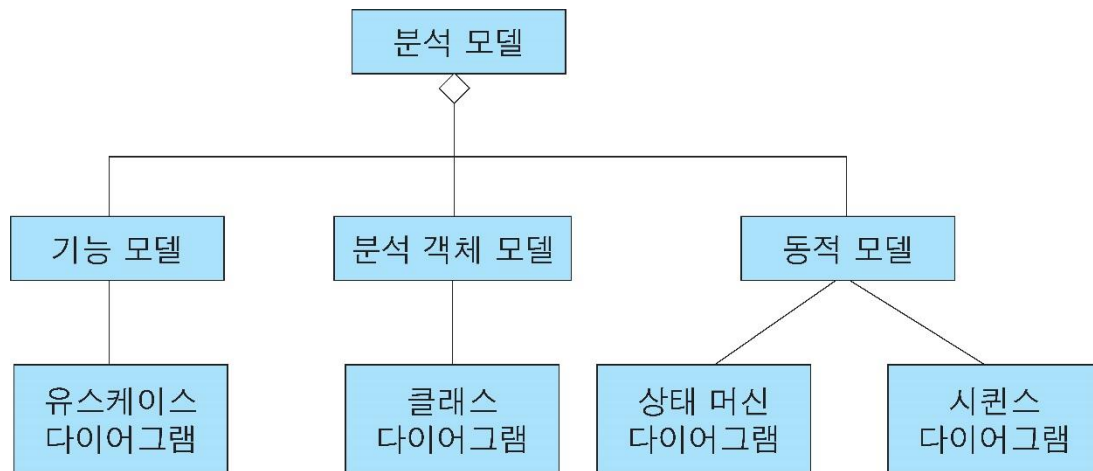 분석 모델
기능 모델
분석 객체 모델
동적 모델
유스케이스
다이어그램
클래스
다이어그램
상태 머신
다이어그램
시퀀스
다이어그램